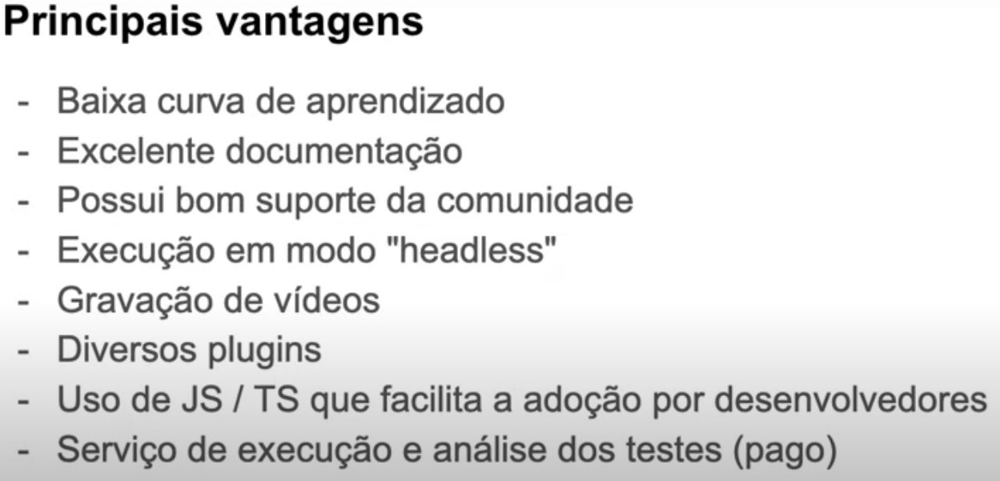 Principais vantagens
- Baixa curva de aprendizado
- Excelente documentação
- Possui bom suporte da comunidade
- Execução em modo "headless"
- Gravação de vídeos
- Diversos plugins
- Uso de JS / TS que facilita a adoção por desenvolvedores
- Serviço de execução e análise dos testes (pago)